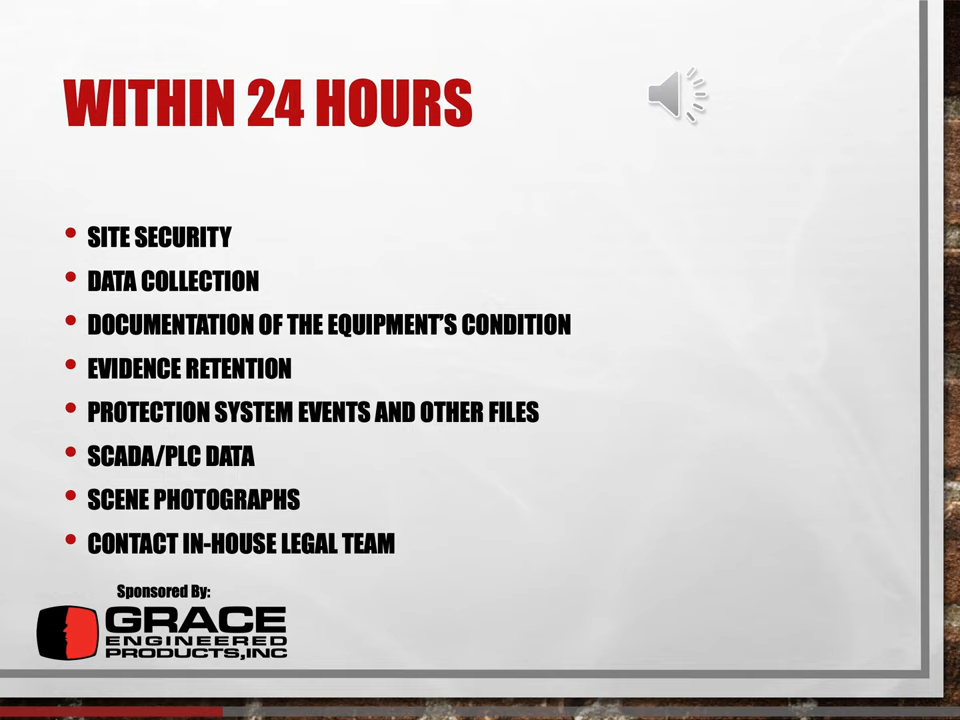 WITHIN 24 HOURS
• SITE SECURITY
• DATA COLLECTION
• DOCUMENTATION OF THE EQUIPMENT’S CONDITION
• EVIDENCE RETENTION
• PROTECTION SYSTEM EVENTS AND OTHER FILES
• SCADA/PLC DATA
• SCENE PHOTOGRAPHS
• CONTACT IN-HOUSE LEGAL TEAM
Sponsored By:
GRACE
ENGINEERED
PRODUCTS,INC